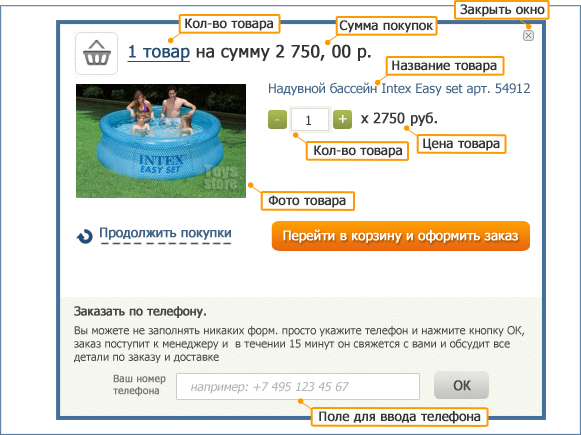 Закрыть окно
Кол-во товара
Сумма покупок
1 товар на сумму 2 750, 00 р.
Название товара
Надувной бассейн Intex Easy set арт. 54912
- 1 + x 2750 руб.
Кол-во товара
Цена товара
INTEX
EASY SET
Toys
store
Фото товара
Продолжить покупки
Перейти в корзину и оформить заказ
Заказать по телефону.
Вы можете не заполнять никаких форм. просто укажите телефон и нажмите кнопку ОК,
заказ поступит к менеджеру и в течении 15 минут он свяжется с вами и обсудит все
детали по заказу и доставке
Ваш номер
телефона
например: +7 495 123 45 67
ОК
Поле для ввода телефона